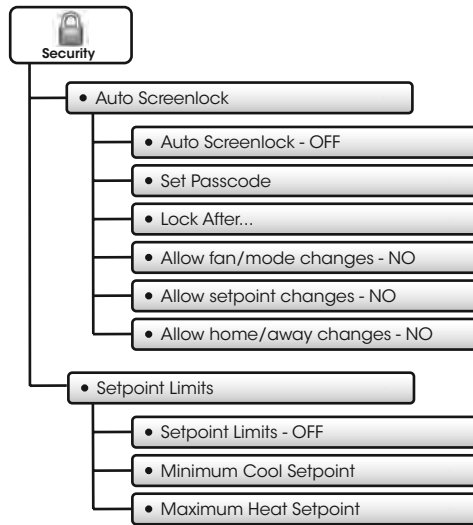 Security
• Auto Screenlock
• Auto Screenlock - OFF
• Set Passcode
• Lock After...
• Allow fan/mode changes - NO
• Allow setpoint changes - NO
• Allow home/away changes - NO
• Setpoint Limits
• Setpoint Limits - OFF
• Minimum Cool Setpoint
• Maximum Heat Setpoint